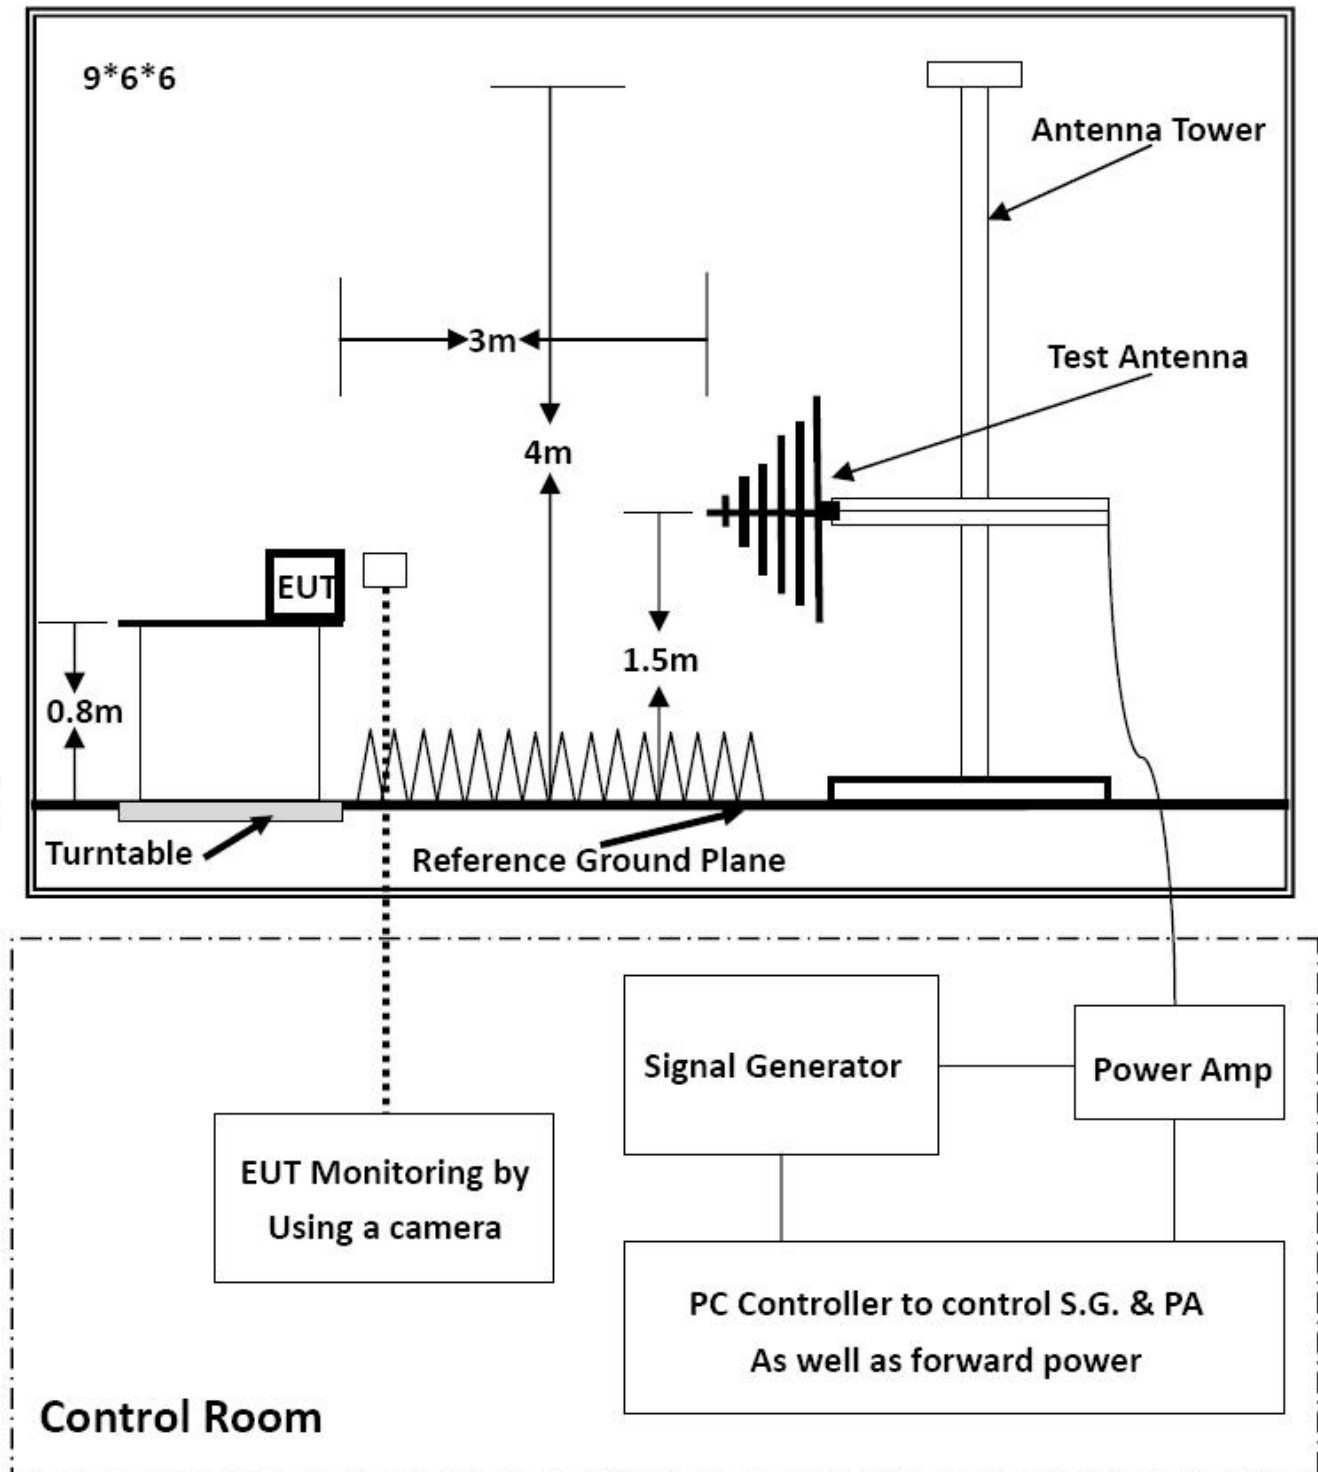 9*6*6
Antenna Tower
3m
Test Antenna
4m
EUT
1.5m
0.8m
Turntable
Reference Ground Plane
Signal Generator
Power Amp
EUT Monitoring by
Using a camera
PC Controller to control S.G. & PA
As well as forward power
Control Room